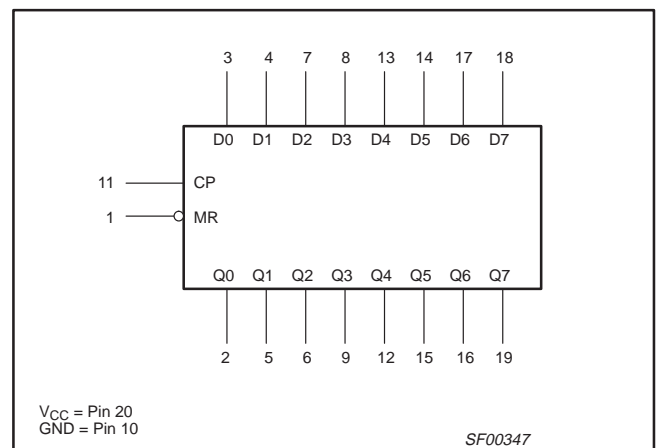 3 4 7 8 13 14 17 18
D0 D1 D2 D3 D4 D5 D6 D7
11 CP
1 MR
Q0 Q1 Q2 Q3 Q4 Q5 Q6 Q7
2 5 6 9 12 15 16 19
VCC = Pin 20
GND = Pin 10
SF00347